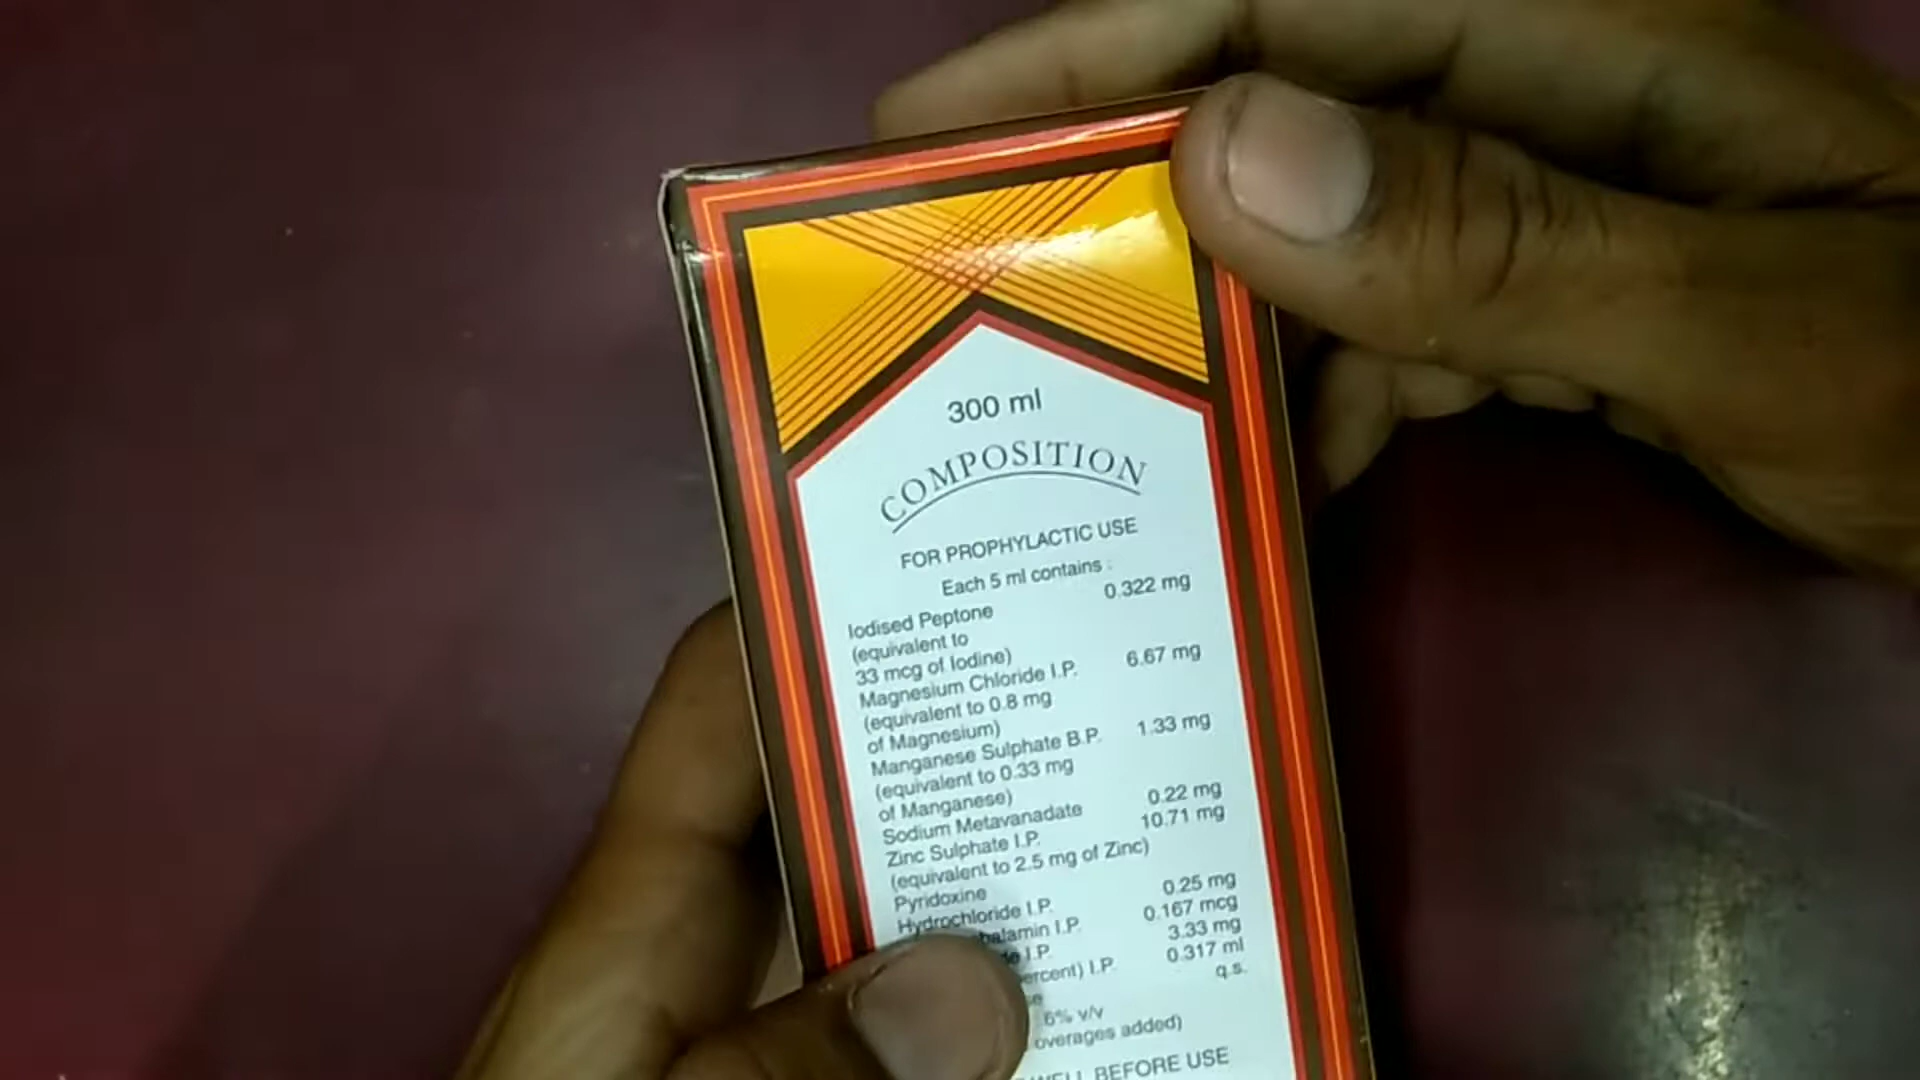 300 ml
COMPOSITION
FOR PROPHYLACTIC USE
Each 5 ml contains :
Iodised Peptone 0.322 mg
(equivalent to
33 mcg of Iodine)
Magnesium Chloride I.P. 6.67 mg
(equivalent to 0.8 mg
of Magnesium)
Manganese Sulphate B.P. 1.33 mg
(equivalent to 0.33 mg
of Manganese)
Sodium Metavanadate 0.22 mg
Zinc Sulphate I.P. 10.71 mg
(equivalent to 2.5 mg of Zinc)
Pyridoxine
Hydrochloride I.P. 0.25 mg
I.P. 0.167 mcg
I.P. 3.33 mg
I.P. 0.317 ml
q.s.
6% v/v
overages added)
BEFORE USE